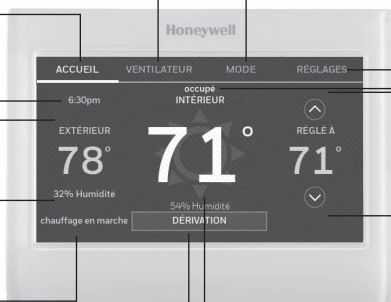 Honeywell
ACCUEIL VENTILATEUR MODE RÉGLAGES
6:30pm
occupé
INTÉRIEUR
EXTÉRIEUR
78°
71°
RÉGLÉ À
71°
32% Humidité
54% Humidité
chauffage en marche
DÉRIVATION